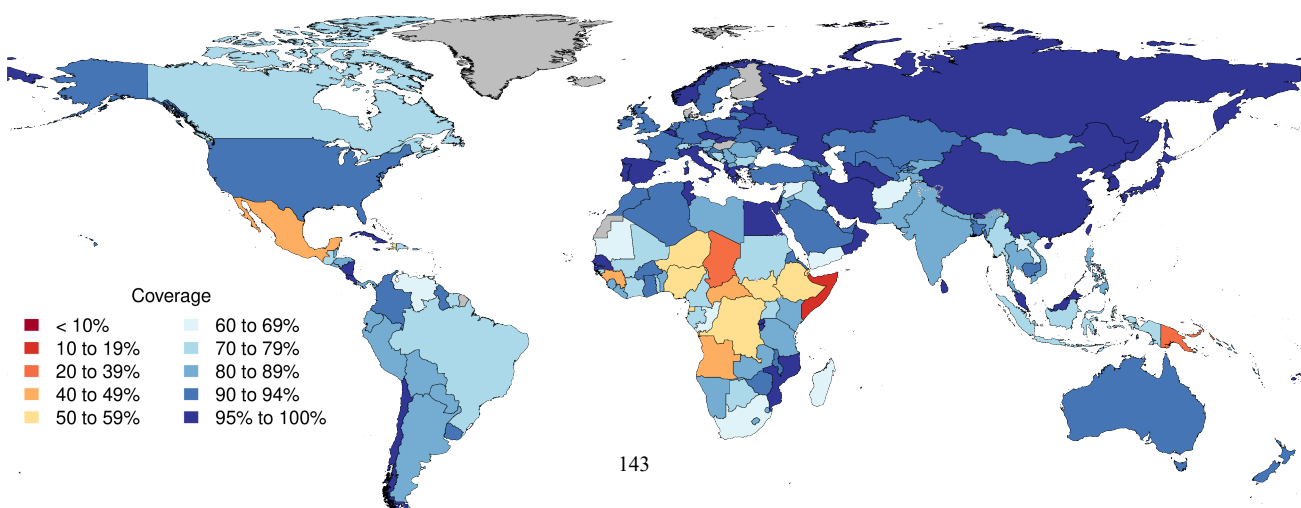 Coverage
< 10%
10 to 19%
20 to 39%
40 to 49%
50 to 59%
60 to 69%
70 to 79%
80 to 89%
90 to 94%
95% to 100%
143